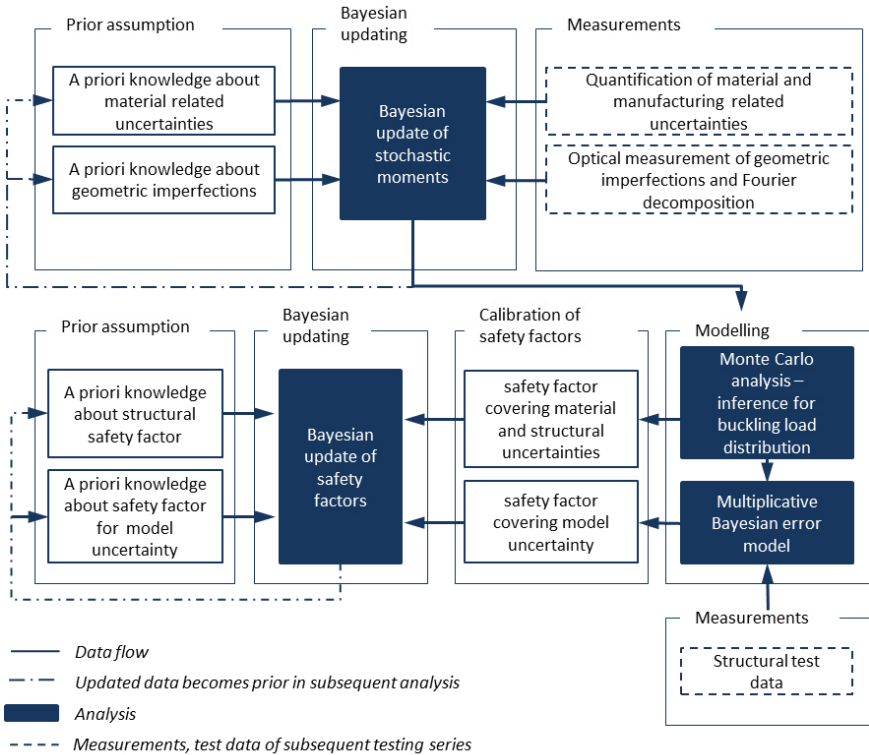 Prior assumption
Bayesian
updating
Measurements
A priori knowledge about
material related
uncertainties
A priori knowledge about
geometric imperfections
Bayesian
update of
stochastic
moments
Quantification of material and
manufacturing related
uncertainties
Optical measurement of geometric
imperfections and Fourier
decomposition
Prior assumption
Bayesian
updating
Calibration of
safety factors
Modelling
A priori knowledge
about structural
safety factor
A priori knowledge
about safety factor
for model
uncertainty
Bayesian
update of
safety
factors
safety factor
covering material
and structural
uncertainties
safety factor
covering model
uncertainty
Monte Carlo
analysis –
inference for
buckling load
distribution
Multiplicative
Bayesian error
model
Measurements
Structural test
data
Data flow
Updated data becomes prior in subsequent analysis
Analysis
Measurements, test data of subsequent testing series